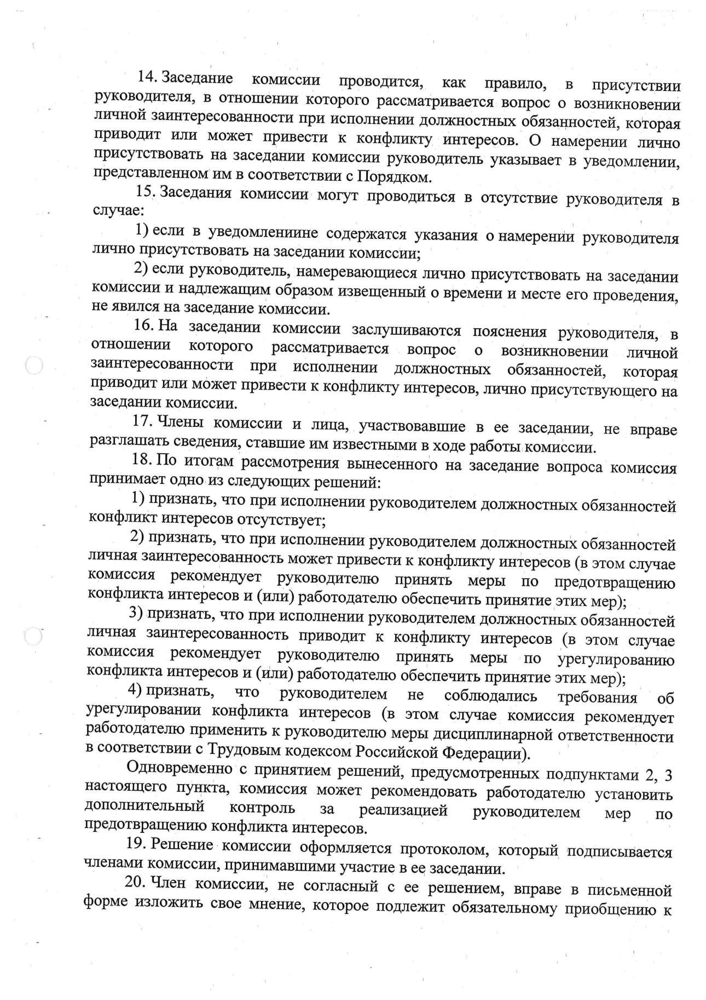 14. Заседание комиссии проводится, как правило, в присутствии
руководителя, в отношении которого рассматривается вопрос о возникновении
личной заинтересованности при исполнении должностных обязанностей, которая
приводит или может привести к конфликту интересов. О намерении лично
присутствовать на заседании комиссии руководитель указывает в уведомлении,
представленном им в соответствии с Порядком.
15. Заседания комиссии могут проводиться в отсутствие руководителя в
случае:
1) если в уведомлениине содержатся указания о намерении руководителя
лично присутствовать на заседании комиссии;
2) если руководитель, намеревающиеся лично присутствовать на заседании
комиссии и надлежащим образом извещенный о времени и месте его проведения,
не явился на заседание комиссии.
16. На заседании комиссии заслушиваются пояснения руководителя, в
отношении которого рассматривается вопрос о возникновении личной
заинтересованности при исполнении должностных обязанностей, которая
приводит или может привести к конфликту интересов, лично присутствующего на
заседании комиссии.
17. Члены комиссии и лица, участвовавшие в ее заседании, не вправе
разглашать сведения, ставшие им известными в ходе работы комиссии.
18. По итогам рассмотрения вынесенного на заседание вопроса комиссия
принимает одно из следующих решений:
1) признать, что при исполнении руководителем должностных обязанностей
конфликт интересов отсутствует;
2) признать, что при исполнении руководителем должностных обязанностей
личная заинтересованность может привести к конфликту интересов (в этом случае
комиссия рекомендует руководителю принять меры по предотвращению
конфликта интересов и (или) работодателю обеспечить принятие этих мер);
3) признать, что при исполнении руководителем должностных обязанностей
личная заинтересованность приводит к конфликту интересов (в этом случае
комиссия рекомендует руководителю принять меры по урегулированию
конфликта интересов и (или) работодателю обеспечить принятие этих мер);
4) признать, что руководителем не соблюдались требования об
урегулировании конфликта интересов (в этом случае комиссия рекомендует
работодателю применить к руководителю меры дисциплинарной ответственности
в соответствии с Трудовым кодексом Российской Федерации).
Одновременно с принятием решений, предусмотренных подпунктами 2, 3
настоящего пункта, комиссия может рекомендовать работодателю установить
дополнительный контроль за реализацией руководителем мер по
предотвращению конфликта интересов.
19. Решение комиссии оформляется протоколом, который подписывается
членами комиссии, принимавшими участие в ее заседании.
20. Член комиссии, не согласный с ее решением, вправе в письменной
форме изложить свое мнение, которое подлежит обязательному приобщению к